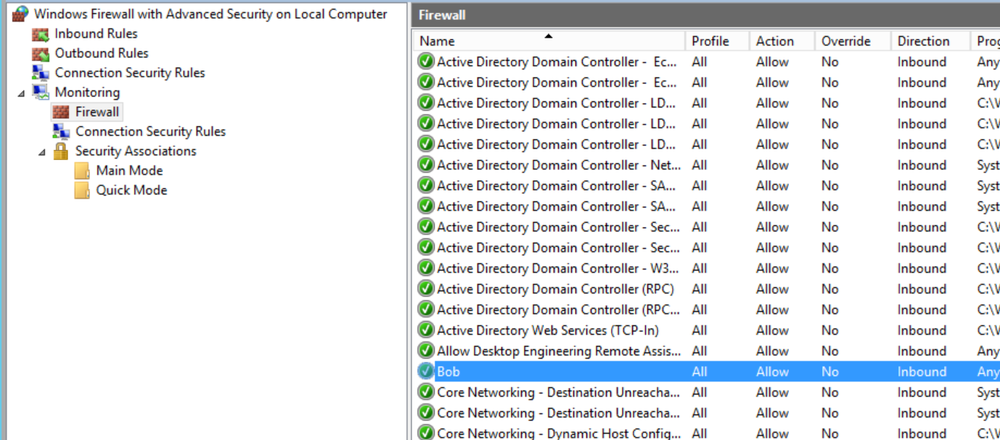 Windows Firewall with Advanced Security on Local Computer
Inbound Rules
Outbound Rules
Connection Security Rules
Monitoring
Firewall
Connection Security Rules
Security Associations
Main Mode
Quick Mode
Firewall
Name Profile Action Override Direction Prog
Active Directory Domain Controller - Ec... All Allow No Inbound Any
Active Directory Domain Controller - Ec... All Allow No Inbound Any
Active Directory Domain Controller - LD... All Allow No Inbound C:\W
Active Directory Domain Controller - LD... All Allow No Inbound C:\W
Active Directory Domain Controller - LD... All Allow No Inbound C:\W
Active Directory Domain Controller - Net... All Allow No Inbound Syst
Active Directory Domain Controller - SA... All Allow No Inbound Syst
Active Directory Domain Controller - SA... All Allow No Inbound Syst
Active Directory Domain Controller - Sec... All Allow No Inbound C:\W
Active Directory Domain Controller - Sec... All Allow No Inbound C:\W
Active Directory Domain Controller - W3... All Allow No Inbound C:\W
Active Directory Domain Controller (RPC) All Allow No Inbound C:\W
Active Directory Domain Controller (RPC... All Allow No Inbound C:\W
Active Directory Web Services (TCP-In) All Allow No Inbound C:\W
Allow Desktop Engineering Remote Assis... All Allow No Inbound Any
Bob All Allow No Inbound Any
Core Networking - Destination Unreacha... All Allow No Inbound Syst
Core Networking - Destination Unreacha... All Allow No Inbound Syst
Core Networking - Dynamic Host Config... All Allow No Inbound C:\W